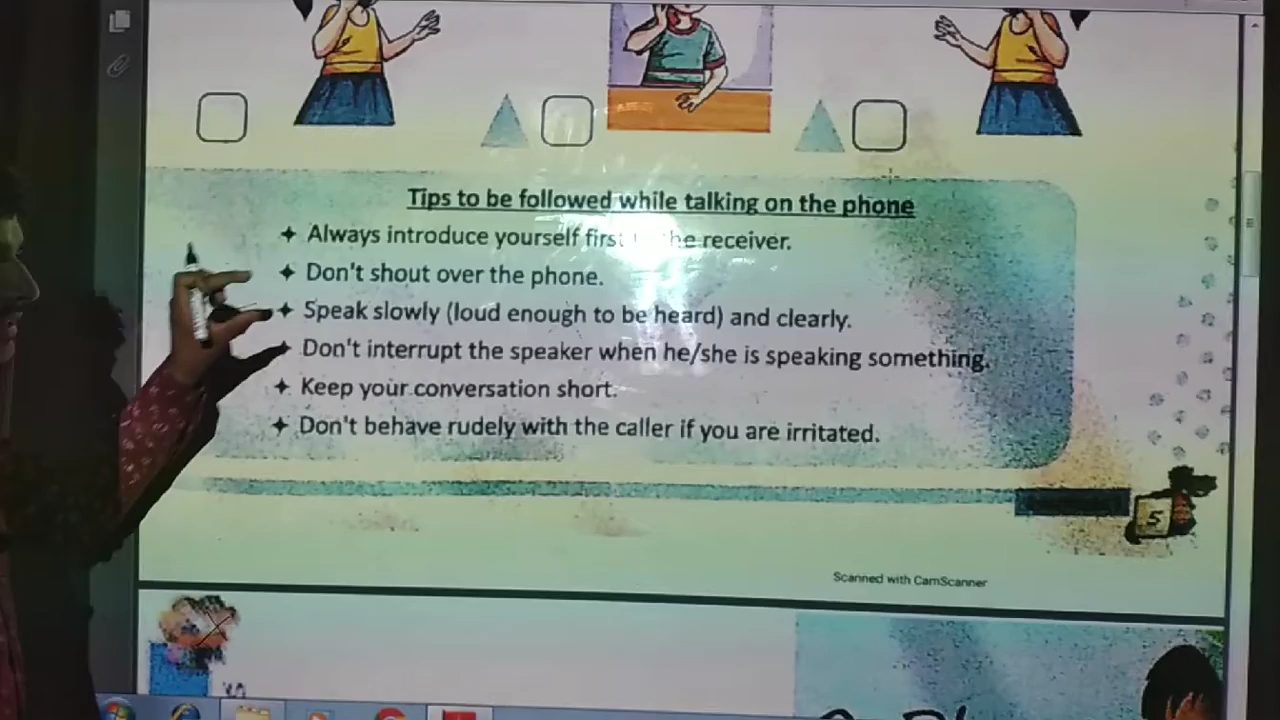 Tips to be followed while talking on the phone
Always introduce yourself first he receiver.
Don't shout over the phone.
Speak slowly (loud enough to be heard) and clearly.
Don't interrupt the speaker when he/she is speaking something.
Keep your conversation short.
Don't behave rudely with the caller if you are irritated.
5
Scanned with CamScanner